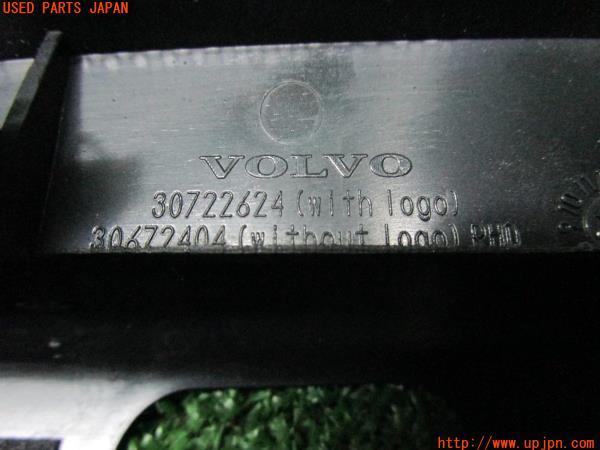 USED PARTS JAPAN
VOLVO
30722624 (with logo)
30672404 (without logo) PHD
http://www.upjpn.com/